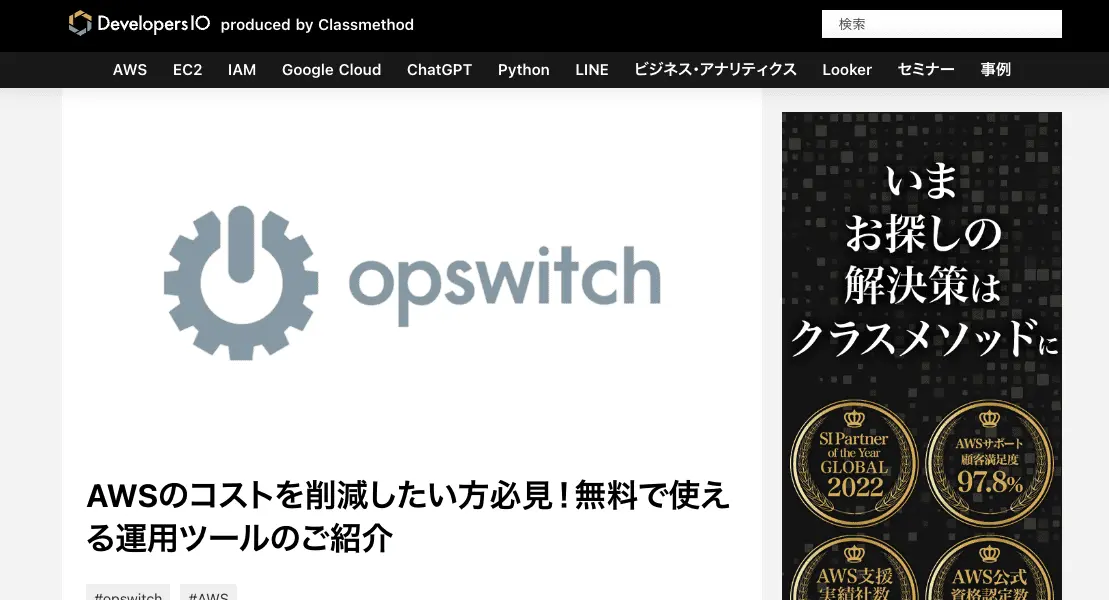 DevelopersIO produced by Classmethod
検索
AWS EC2 IAM Google Cloud ChatGPT Python LINE ビジネス・アナリティクス Looker セミナー 事例
opswitch
AWSのコストを削減したい方必見！無料で使え
る運用ツールのご紹介
#opswitch #AWS
いま
お探しの
解決策は
クラスメソッドに
SI Partner
of the Year
GLOBAL
2022
AWSサポート
顧客満足度
97.8%
AWS支援
実績社数
AWS公式
資格認定数